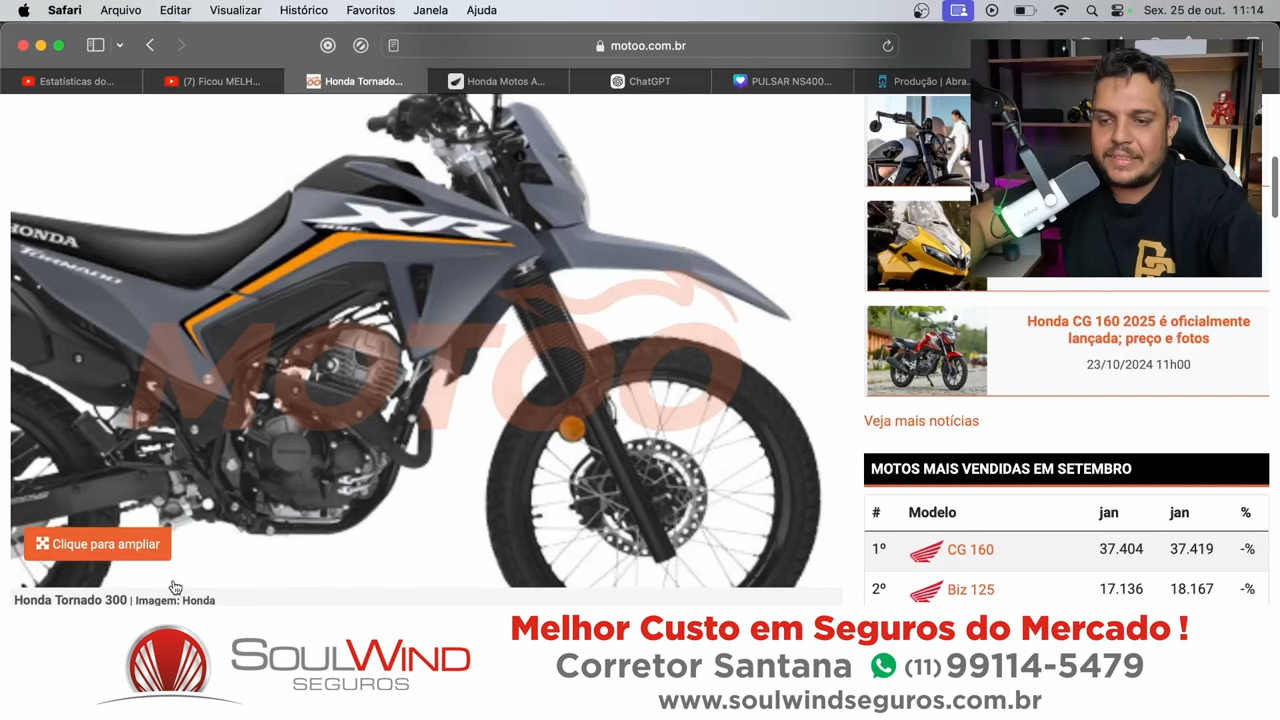 Safari Arquivo Editar Visualizar Histórico Favoritos Janela Ajuda Sex. 25 de out. 11:14
motoo.com.br
Estatísticas do... (7) Ficou MELH... Honda Tornado... Honda Motos A... ChatGPT PULSAR NS400... Produção | Abra...
HONDA
TORNADO
XR
300L
MOTOO
Clique para ampliar
Honda Tornado 300 | Imagem: Honda
Honda CG 160 2025 é oficialmente
lançada; preço e fotos
23/10/2024 11h00
Veja mais notícias
MOTOS MAIS VENDIDAS EM SETEMBRO
# Modelo jan jan %
1º CG 160 37.404 37.419 -%
2º Biz 125 17.136 18.167 -%
blue
SOULWIND
SEGUROS
Melhor Custo em Seguros do Mercado !
Corretor Santana (11) 99114-5479
www.soulwindseguros.com.br